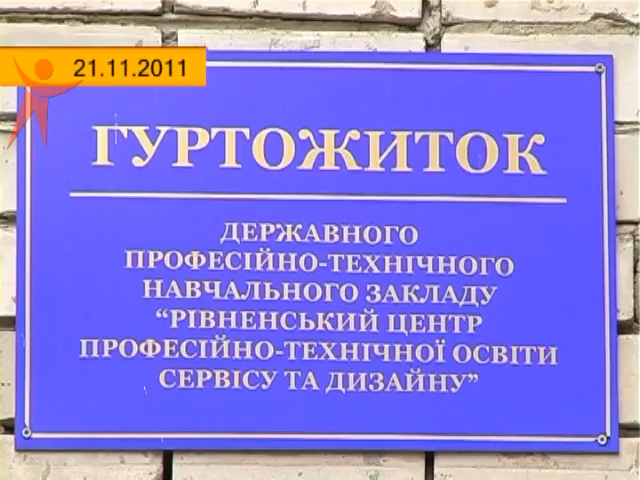 21.11.2011
ГУРТОЖИТОК
ДЕРЖАВНОГО
ПРОФЕСІЙНО-ТЕХНІЧНОГО
НАВЧАЛЬНОГО ЗАКЛАДУ
“РІВНЕНСЬКИЙ ЦЕНТР
ПРОФЕСІЙНО-ТЕХНІЧНОЇ ОСВІТИ
СЕРВІСУ ТА ДИЗАЙНУ”